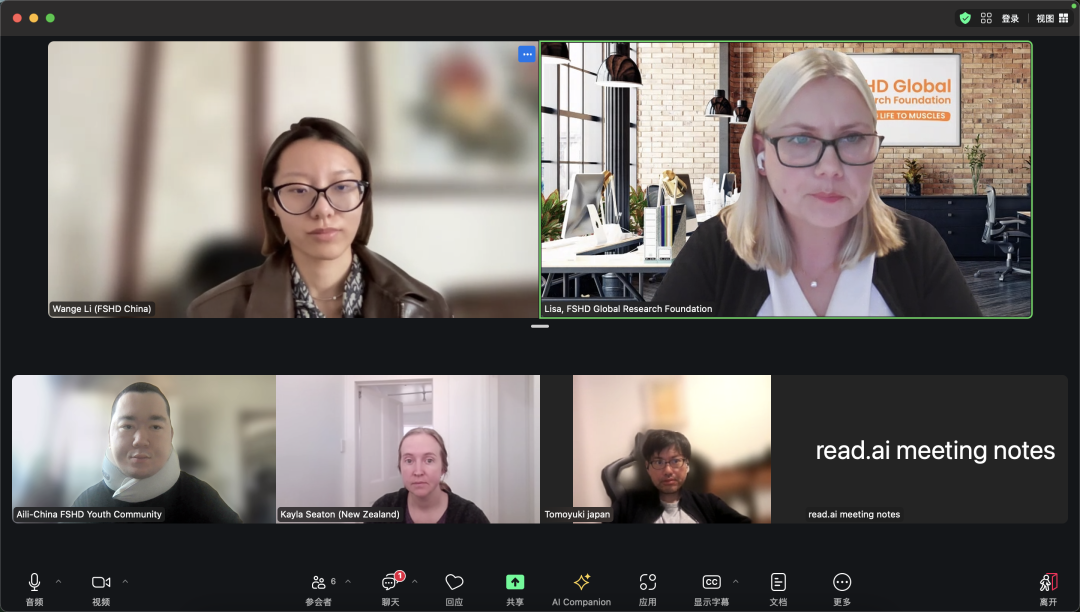 登录
视图
HD Global
rch Foundation
LIFE TO MUSCLES
Wange Li (FSHD China)
Lisa, FSHD Global Research Foundation
read.ai meeting notes
Aili-China FSHD Youth Community
Kayla Seaton (New Zealand)
Tomoyuki japan
read.ai meeting notes
6
1
CC
音频
视频
参会者
聊天
回应
共享
AI Companion
应用
显示字幕
文档
更多
离开